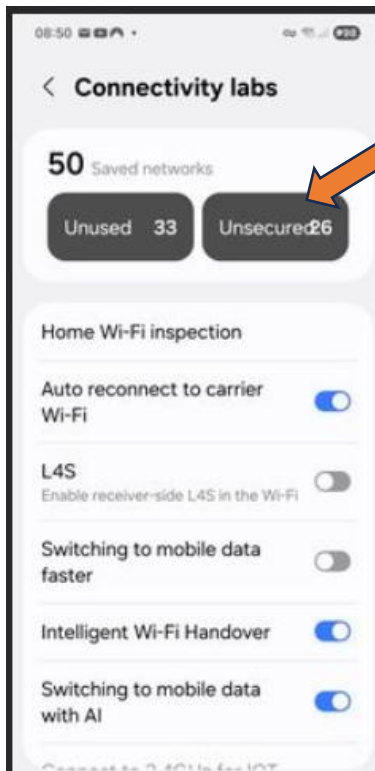 08:50
Connectivity labs
50 Saved networks
Unused 33 Unsecured 26
Home Wi-Fi inspection
Auto reconnect to carrier
Wi-Fi
L4S
Enable receiver-side L4S in the Wi-Fi
Switching to mobile data
faster
Intelligent Wi-Fi Handover
Switching to mobile data
with AI